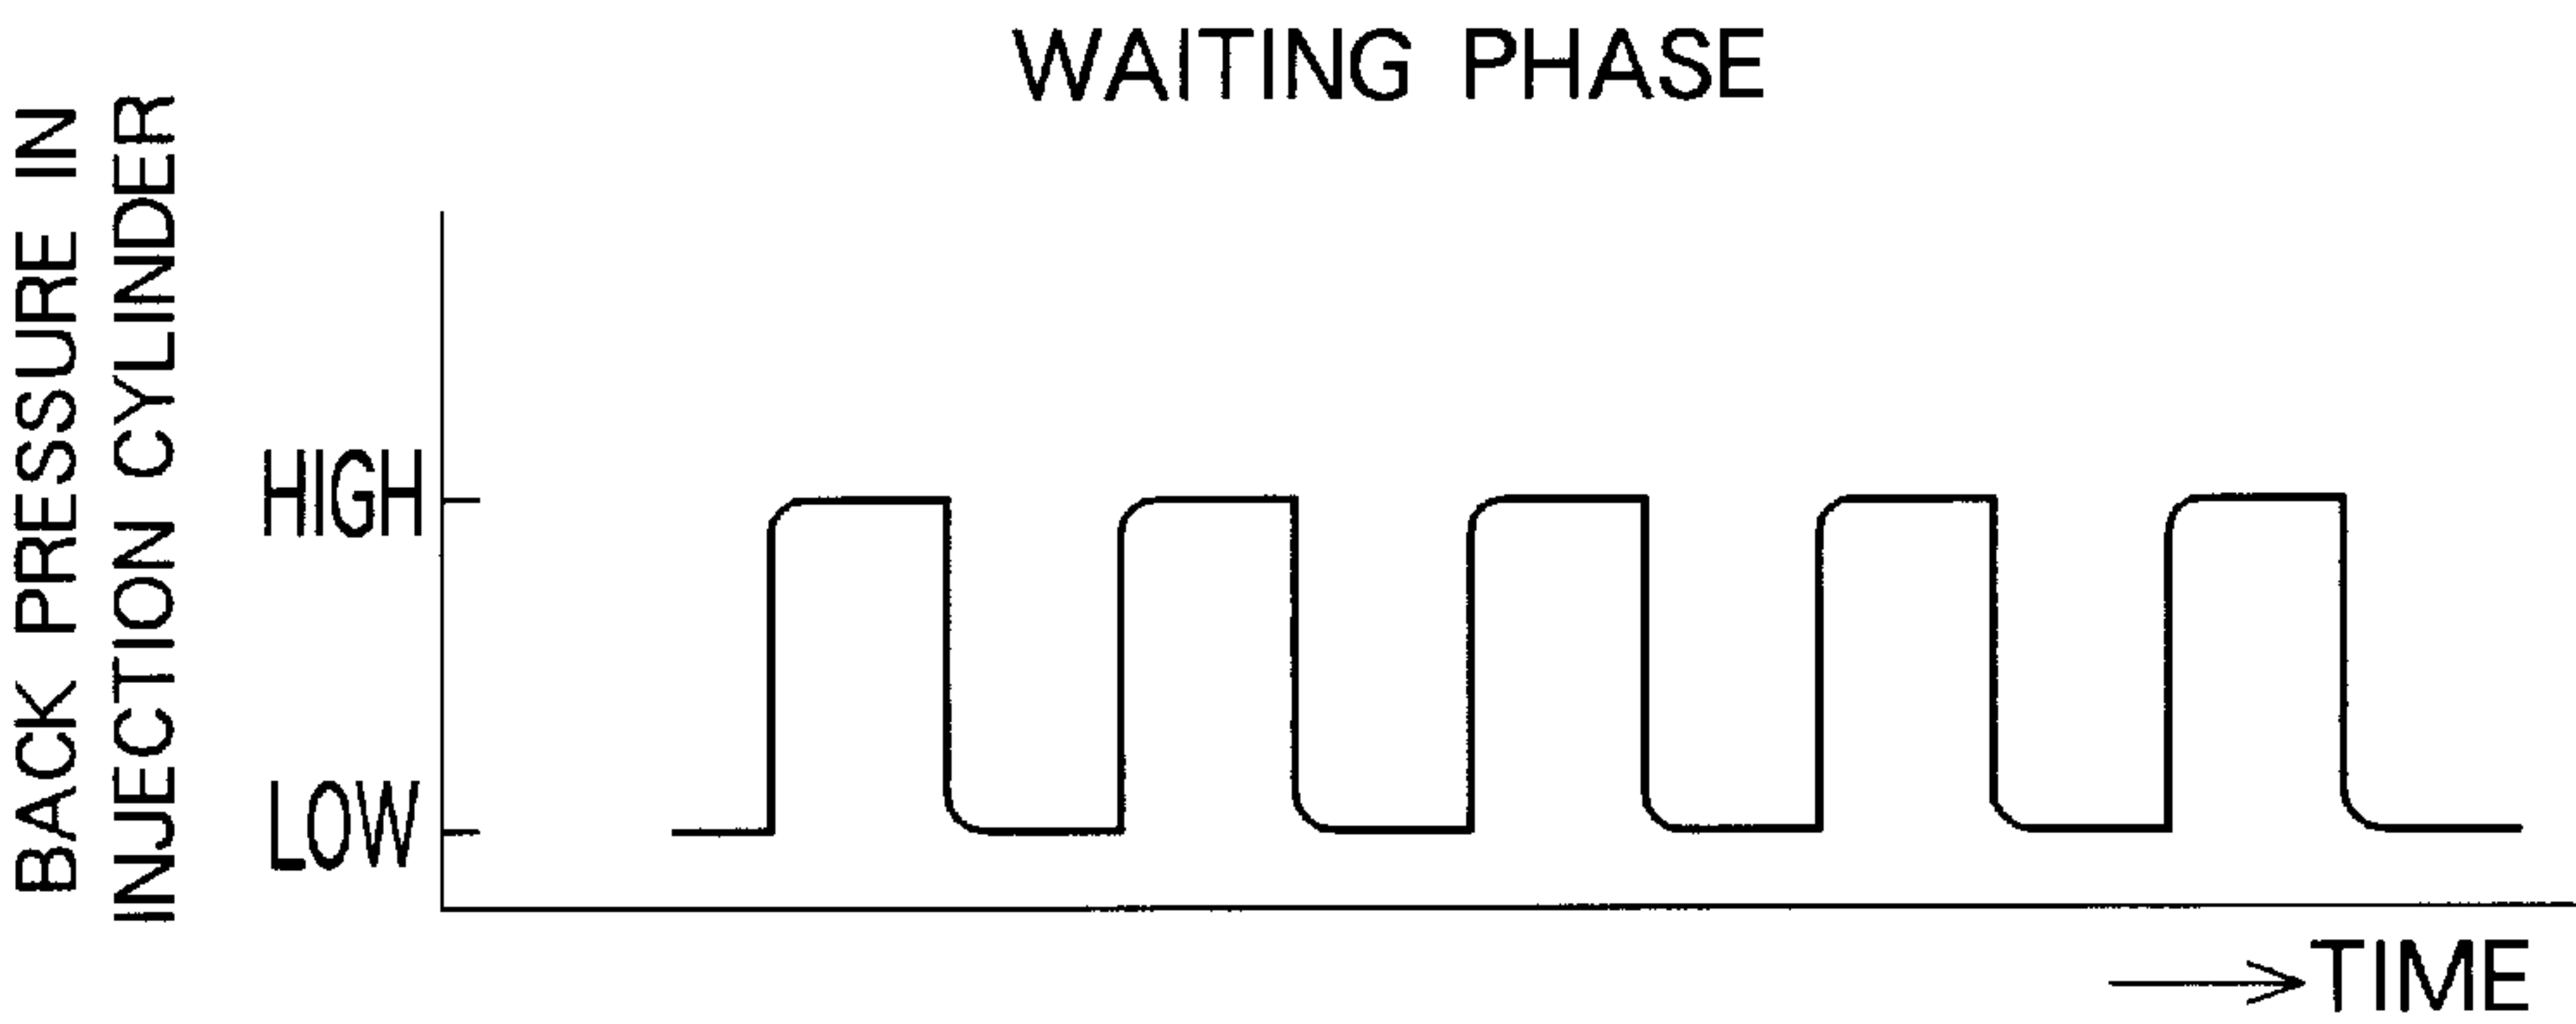 WAITING PHASE
BACK PRESSURE IN
INJECTION CYLINDER
HIGH
LOW
TIME